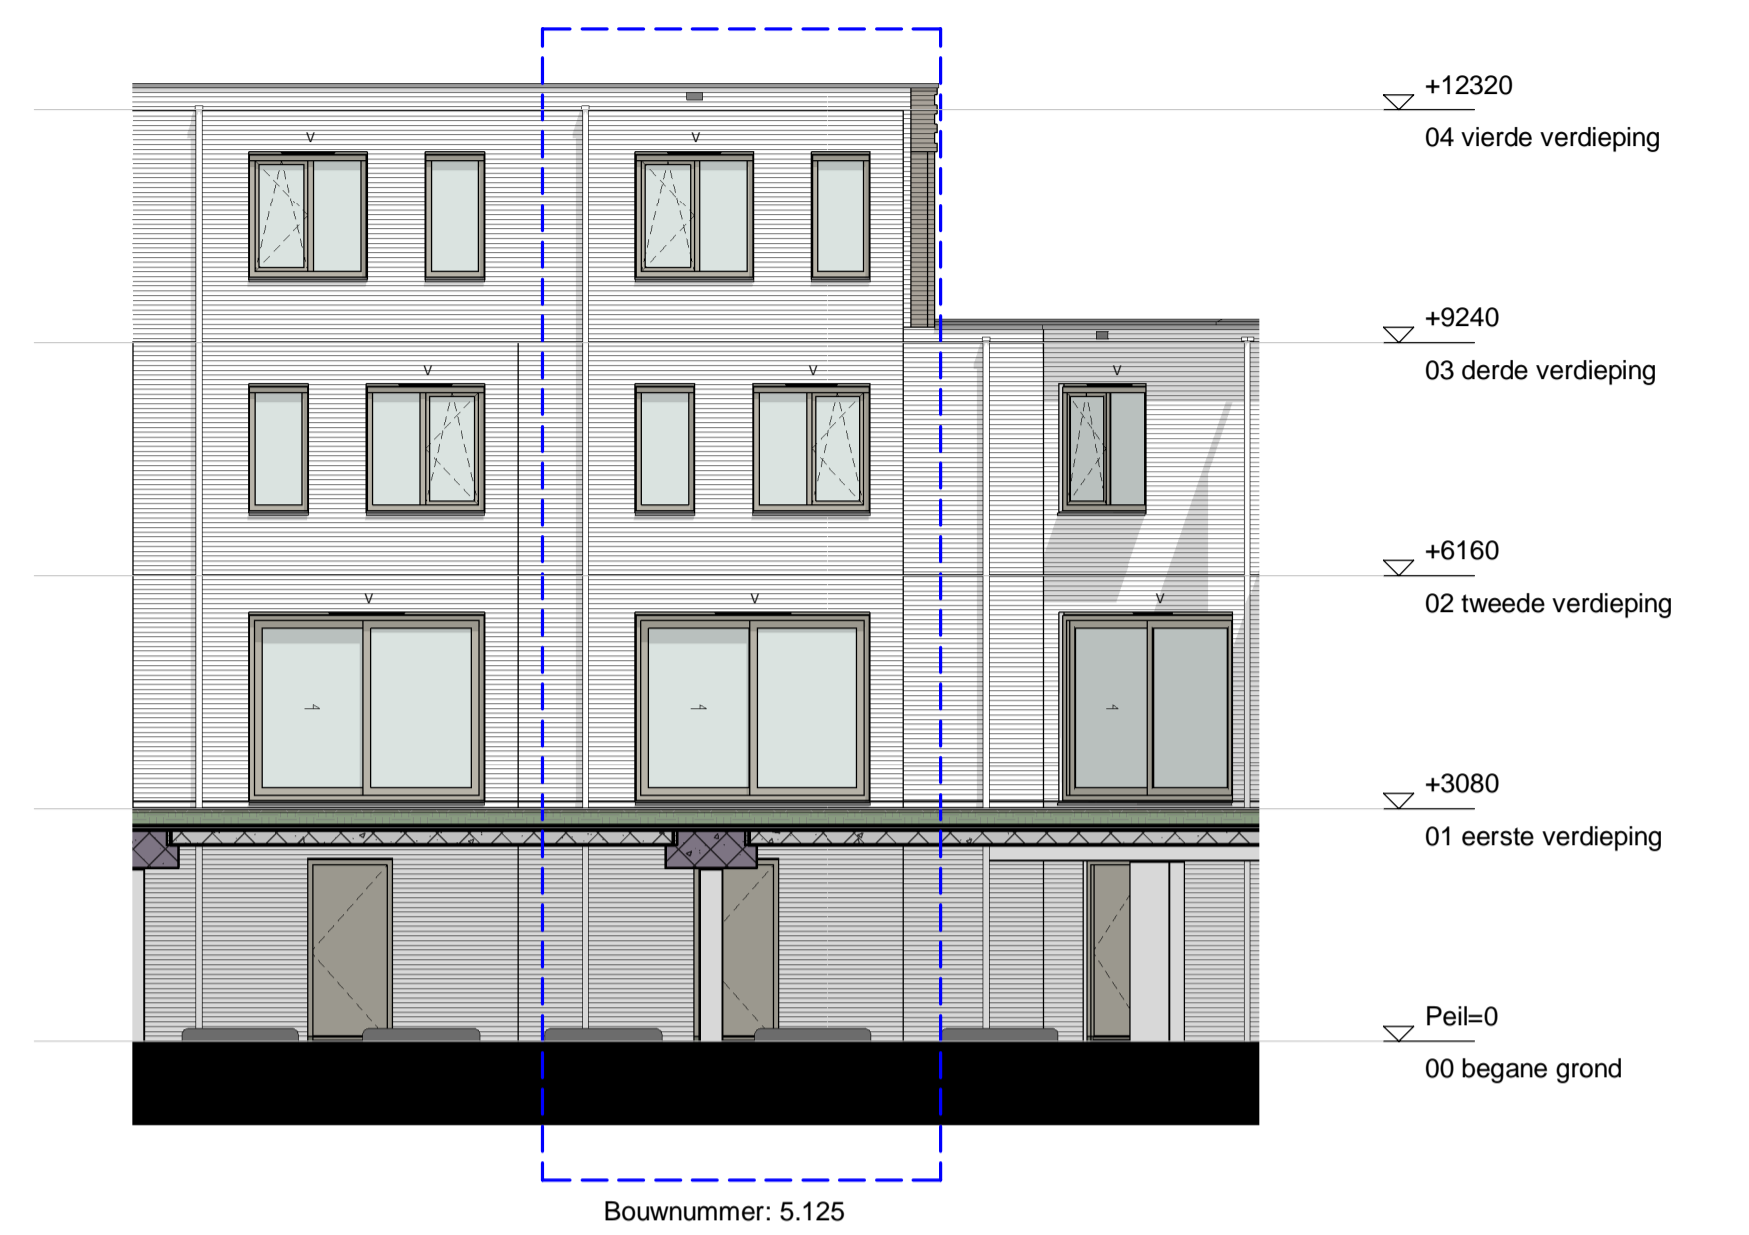 +12320
04 vierde verdieping
V
V
+9240
03 derde verdieping
V
V
V
+6160
02 tweede verdieping
V
V
V
+3080
01 eerste verdieping
Peil=0
00 begane grond
Bouwnummer: 5.125